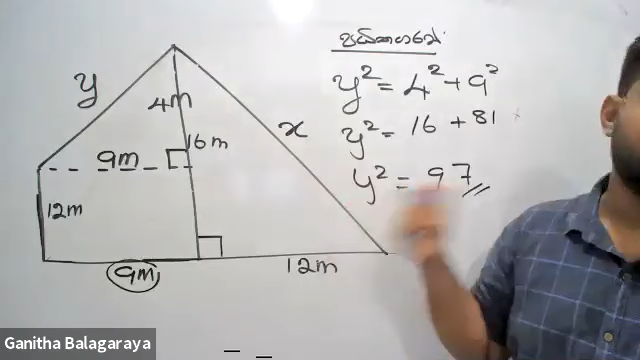 y
4m
x
16m
9m
12m
9m
12m
y² = 4² + 9²
y² = 16 + 81
y² = 97
Ganitha Balagaraya